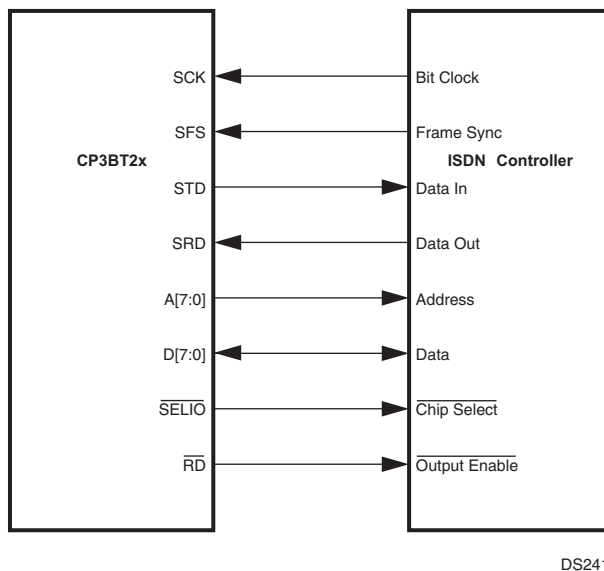 SCK Bit Clock
SFS Frame Sync
CP3BT2x ISDN Controller
STD Data In
SRD Data Out
A[7:0] Address
D[7:0] Data
SELIO Chip Select
RD Output Enable
DS241